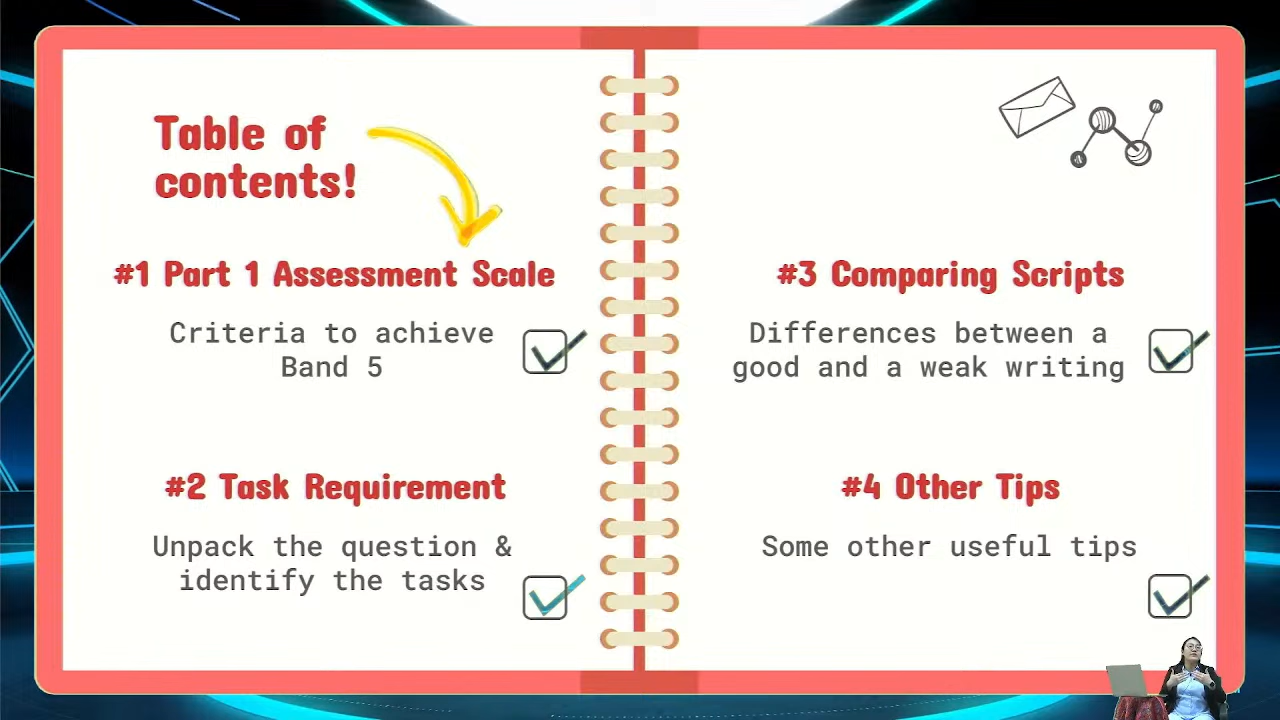 Table of
contents!
#1 Part 1 Assessment Scale
Criteria to achieve
Band 5
#2 Task Requirement
Unpack the question &
identify the tasks
#3 Comparing Scripts
Differences between a
good and a weak writing
#4 Other Tips
Some other useful tips